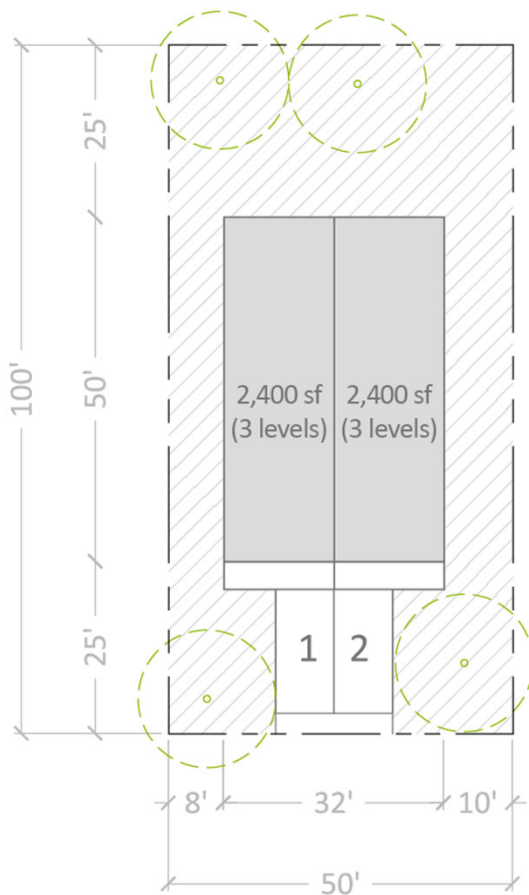 25'
100'
50'
2,400 sf
(3 levels)
2,400 sf
(3 levels)
25'
1
2
8'
32'
10'
50'